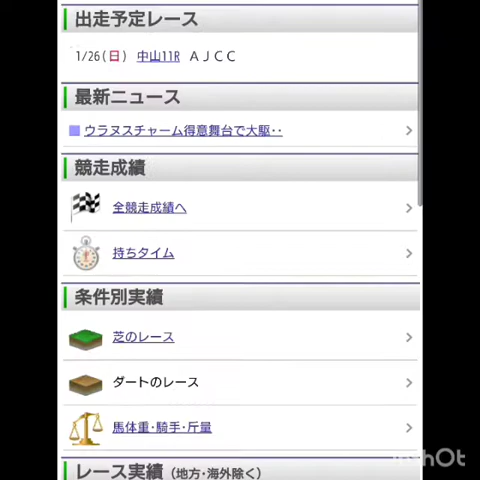 出走予定レース
1/26(日) 中山11R ＡＪＣＣ
最新ニュース
ウラヌスチャーム得意舞台で大駆‥
競走成績
全競走成績へ
持ちタイム
条件別実績
芝のレース
ダートのレース
馬体重･騎手･斤量
レース実績 (地方･海外除く)